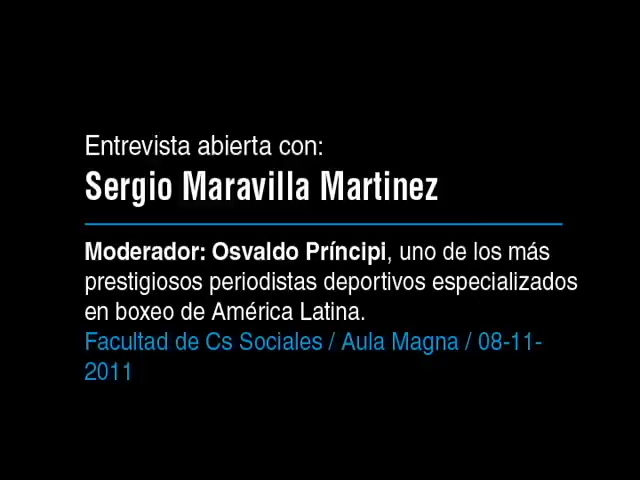 Entrevista abierta con:
Sergio Maravilla Martinez
Moderador: Osvaldo Príncipi, uno de los más
prestigiosos periodistas deportivos especializados
en boxeo de América Latina.
Facultad de Cs Sociales / Aula Magna / 08-11-
2011